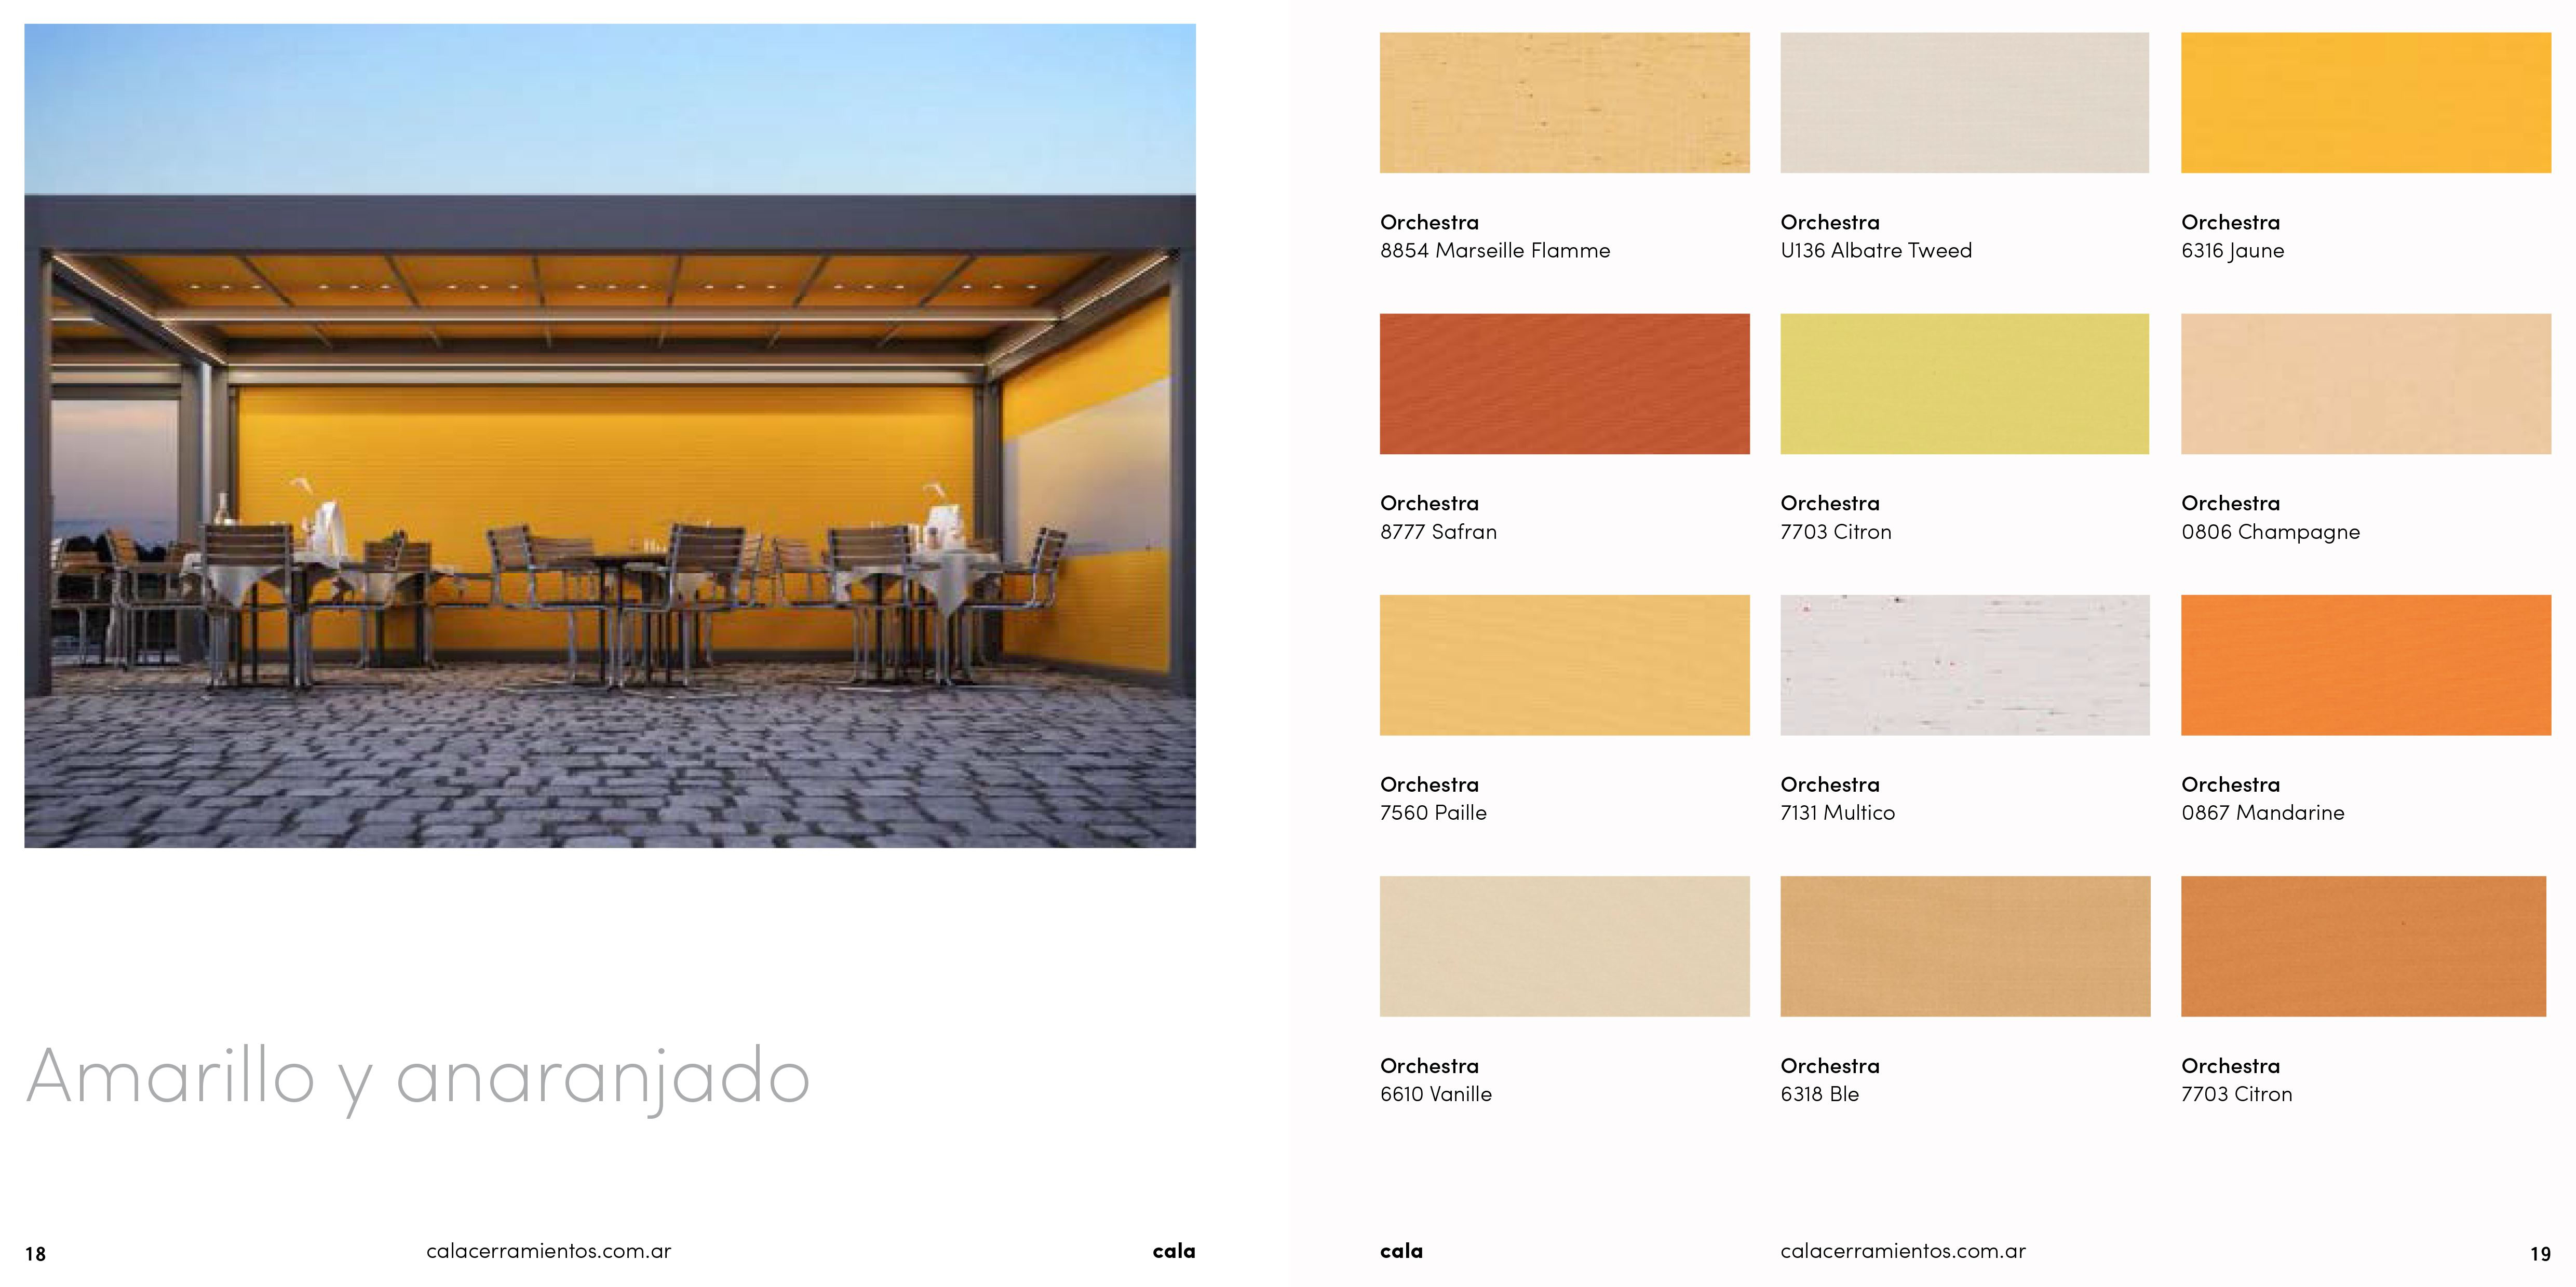 Amarillo y anaranjado
18
calacerramientos.com.ar
cala
Orchestra
8854 Marseille Flamme
Orchestra
U136 Albatre Tweed
Orchestra
6316 Jaune
Orchestra
8777 Safran
Orchestra
7703 Citron
Orchestra
0806 Champagne
Orchestra
7560 Paille
Orchestra
7131 Multico
Orchestra
0867 Mandarine
Orchestra
6610 Vanille
Orchestra
6318 Ble
Orchestra
7703 Citron
cala
calacerramientos.com.ar
19